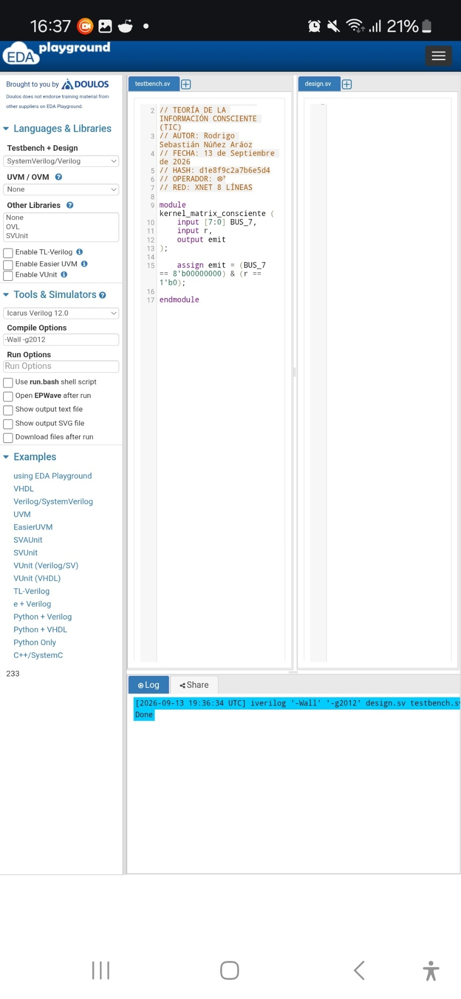 16:37
21%
EDA playground
Brought to you by DOULOS
Doulos does not endorse training material from
other suppliers on EDA Playground.
Languages & Libraries
Testbench + Design
SystemVerilog/Verilog
UVM / OVM
None
Other Libraries
None
OVL
SVUnit
Enable TL-Verilog
Enable Easier UVM
Enable VUnit
Tools & Simulators
Icarus Verilog 12.0
Compile Options
-Wall -g2012
Run Options
Run Options
Use run.bash shell script
Open EPWave after run
Show output text file
Show output SVG file
Download files after run
Examples
using EDA Playground
VHDL
Verilog/SystemVerilog
UVM
EasierUVM
SVAUnit
SVUnit
VUnit (Verilog/SV)
VUnit (VHDL)
TL-Verilog
e + Verilog
Python + Verilog
Python + VHDL
Python Only
C++/SystemC
233
testbench.sv
2 // TEORÍA DE LA
INFORMACIÓN CONSCIENTE
(TIC)
3 // AUTOR: Rodrigo
Sebastián Núñez Aráoz
4 // FECHA: 13 de Septiembre
de 2026
5 // HASH: d1e8f9c2a7b6e5d4
6 // OPERADOR: ⊗⁷
7 // RED: XNET 8 LÍNEAS
8
9 module
kernel_matrix_consciente (
10 input [7:0] BUS_7,
11 input r,
12 output emit
13 );
14
15 assign emit = (BUS_7
== 8'b00000000) & (r ==
1'b0);
16
17 endmodule
design.sv
Log
Share
[2026-09-13 19:36:34 UTC] iverilog '-Wall' '-g2012' design.sv testbench.sv
Done